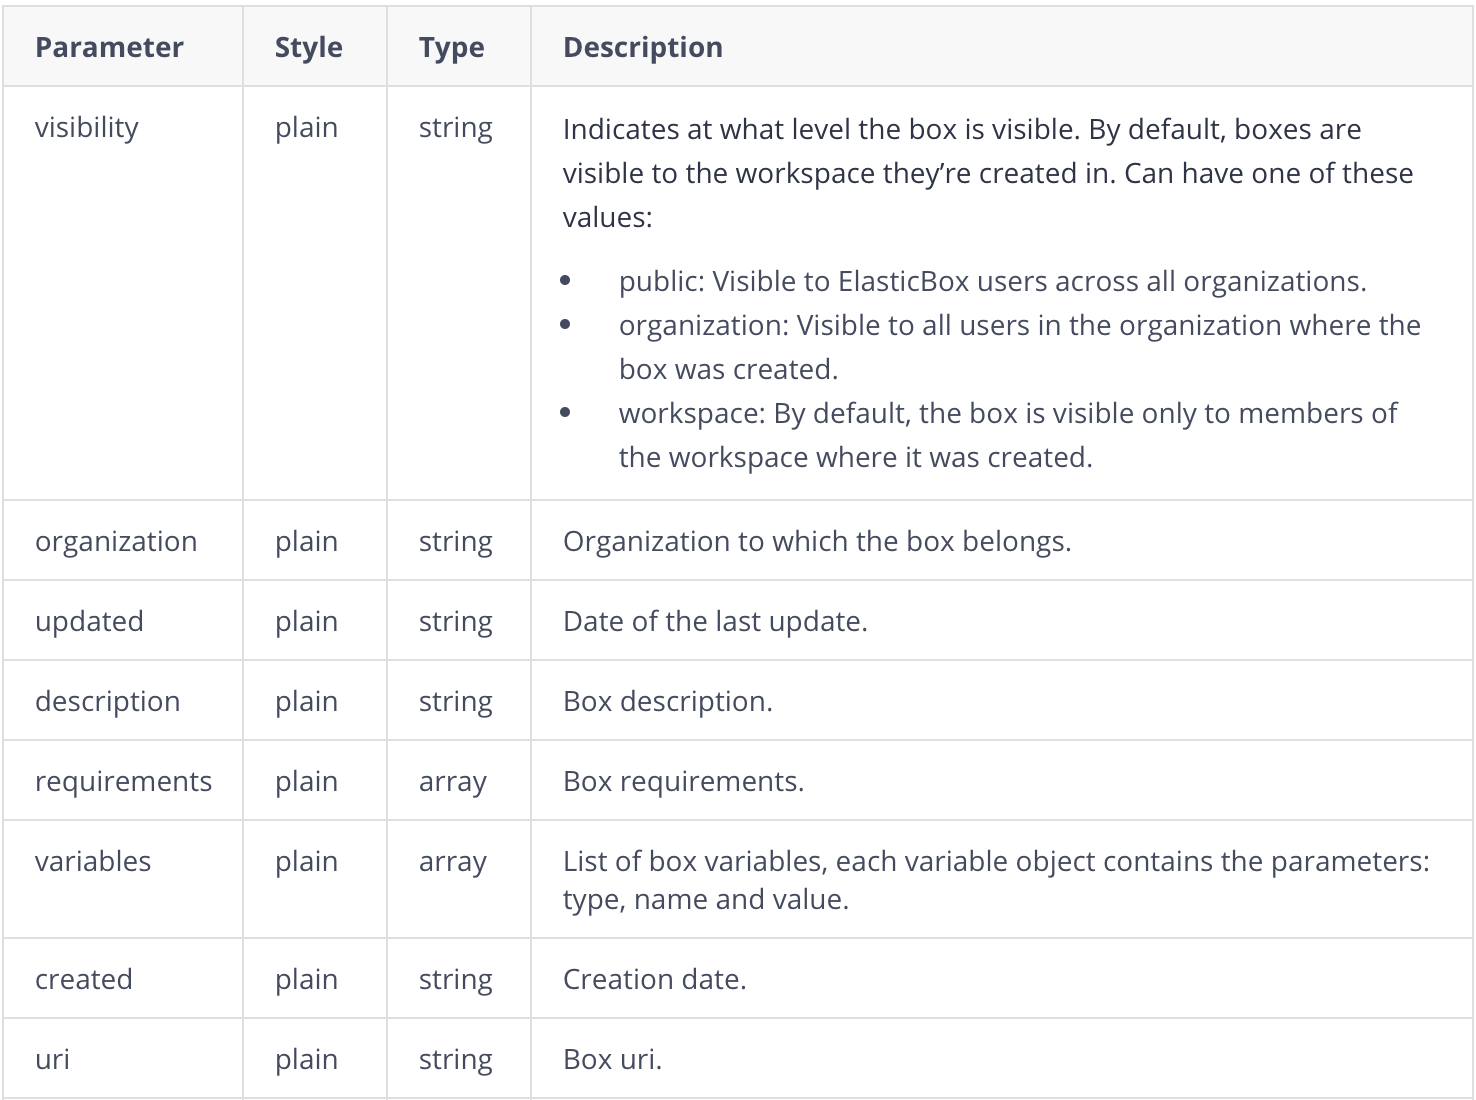 Parameter Style Type Description
visibility plain string Indicates at what level the box is visible. By default, boxes are
visible to the workspace they’re created in. Can have one of these
values:
• public: Visible to ElasticBox users across all organizations.
• organization: Visible to all users in the organization where the
box was created.
• workspace: By default, the box is visible only to members of
the workspace where it was created.
organization plain string Organization to which the box belongs.
updated plain string Date of the last update.
description plain string Box description.
requirements plain array Box requirements.
variables plain array List of box variables, each variable object contains the parameters:
type, name and value.
created plain string Creation date.
uri plain string Box uri.